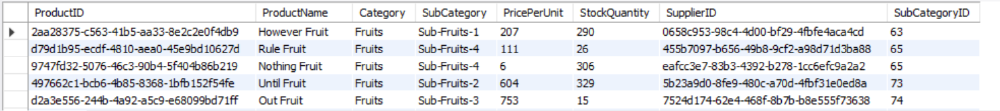 ProductID ProductName Category SubCategory PricePerUnit StockQuantity SupplierID SubCategoryID
2aa28375-c563-41b5-aa33-8e2c2e0f4db9 However Fruit Fruits Sub-Fruits-1 207 290 0658c953-98c4-4d00-bf29-4fbfe4aca4cd 63
d79d1b95-ecdf-4810-aea0-45e9bd10627d Rule Fruit Fruits Sub-Fruits-4 111 26 455b7097-b656-49b8-9cf2-a98d71d3ba88 65
9747fd32-5076-46c3-90b4-5f404b86b219 Nothing Fruit Fruits Sub-Fruits-4 6 306 eafcc3e7-83b3-4392-b278-1cc6efc9a2a2 65
497662c1-bcb6-4b85-8368-1bfb152f54fe Until Fruit Fruits Sub-Fruits-2 604 329 5b23a9d0-8fe9-480c-a70d-4fbf31e0ed8a 73
d2a3e556-244b-4a92-a5c9-e68099bd71ff Out Fruit Fruits Sub-Fruits-3 753 15 7524d174-62e4-468f-8b7b-b8e555f73638 74